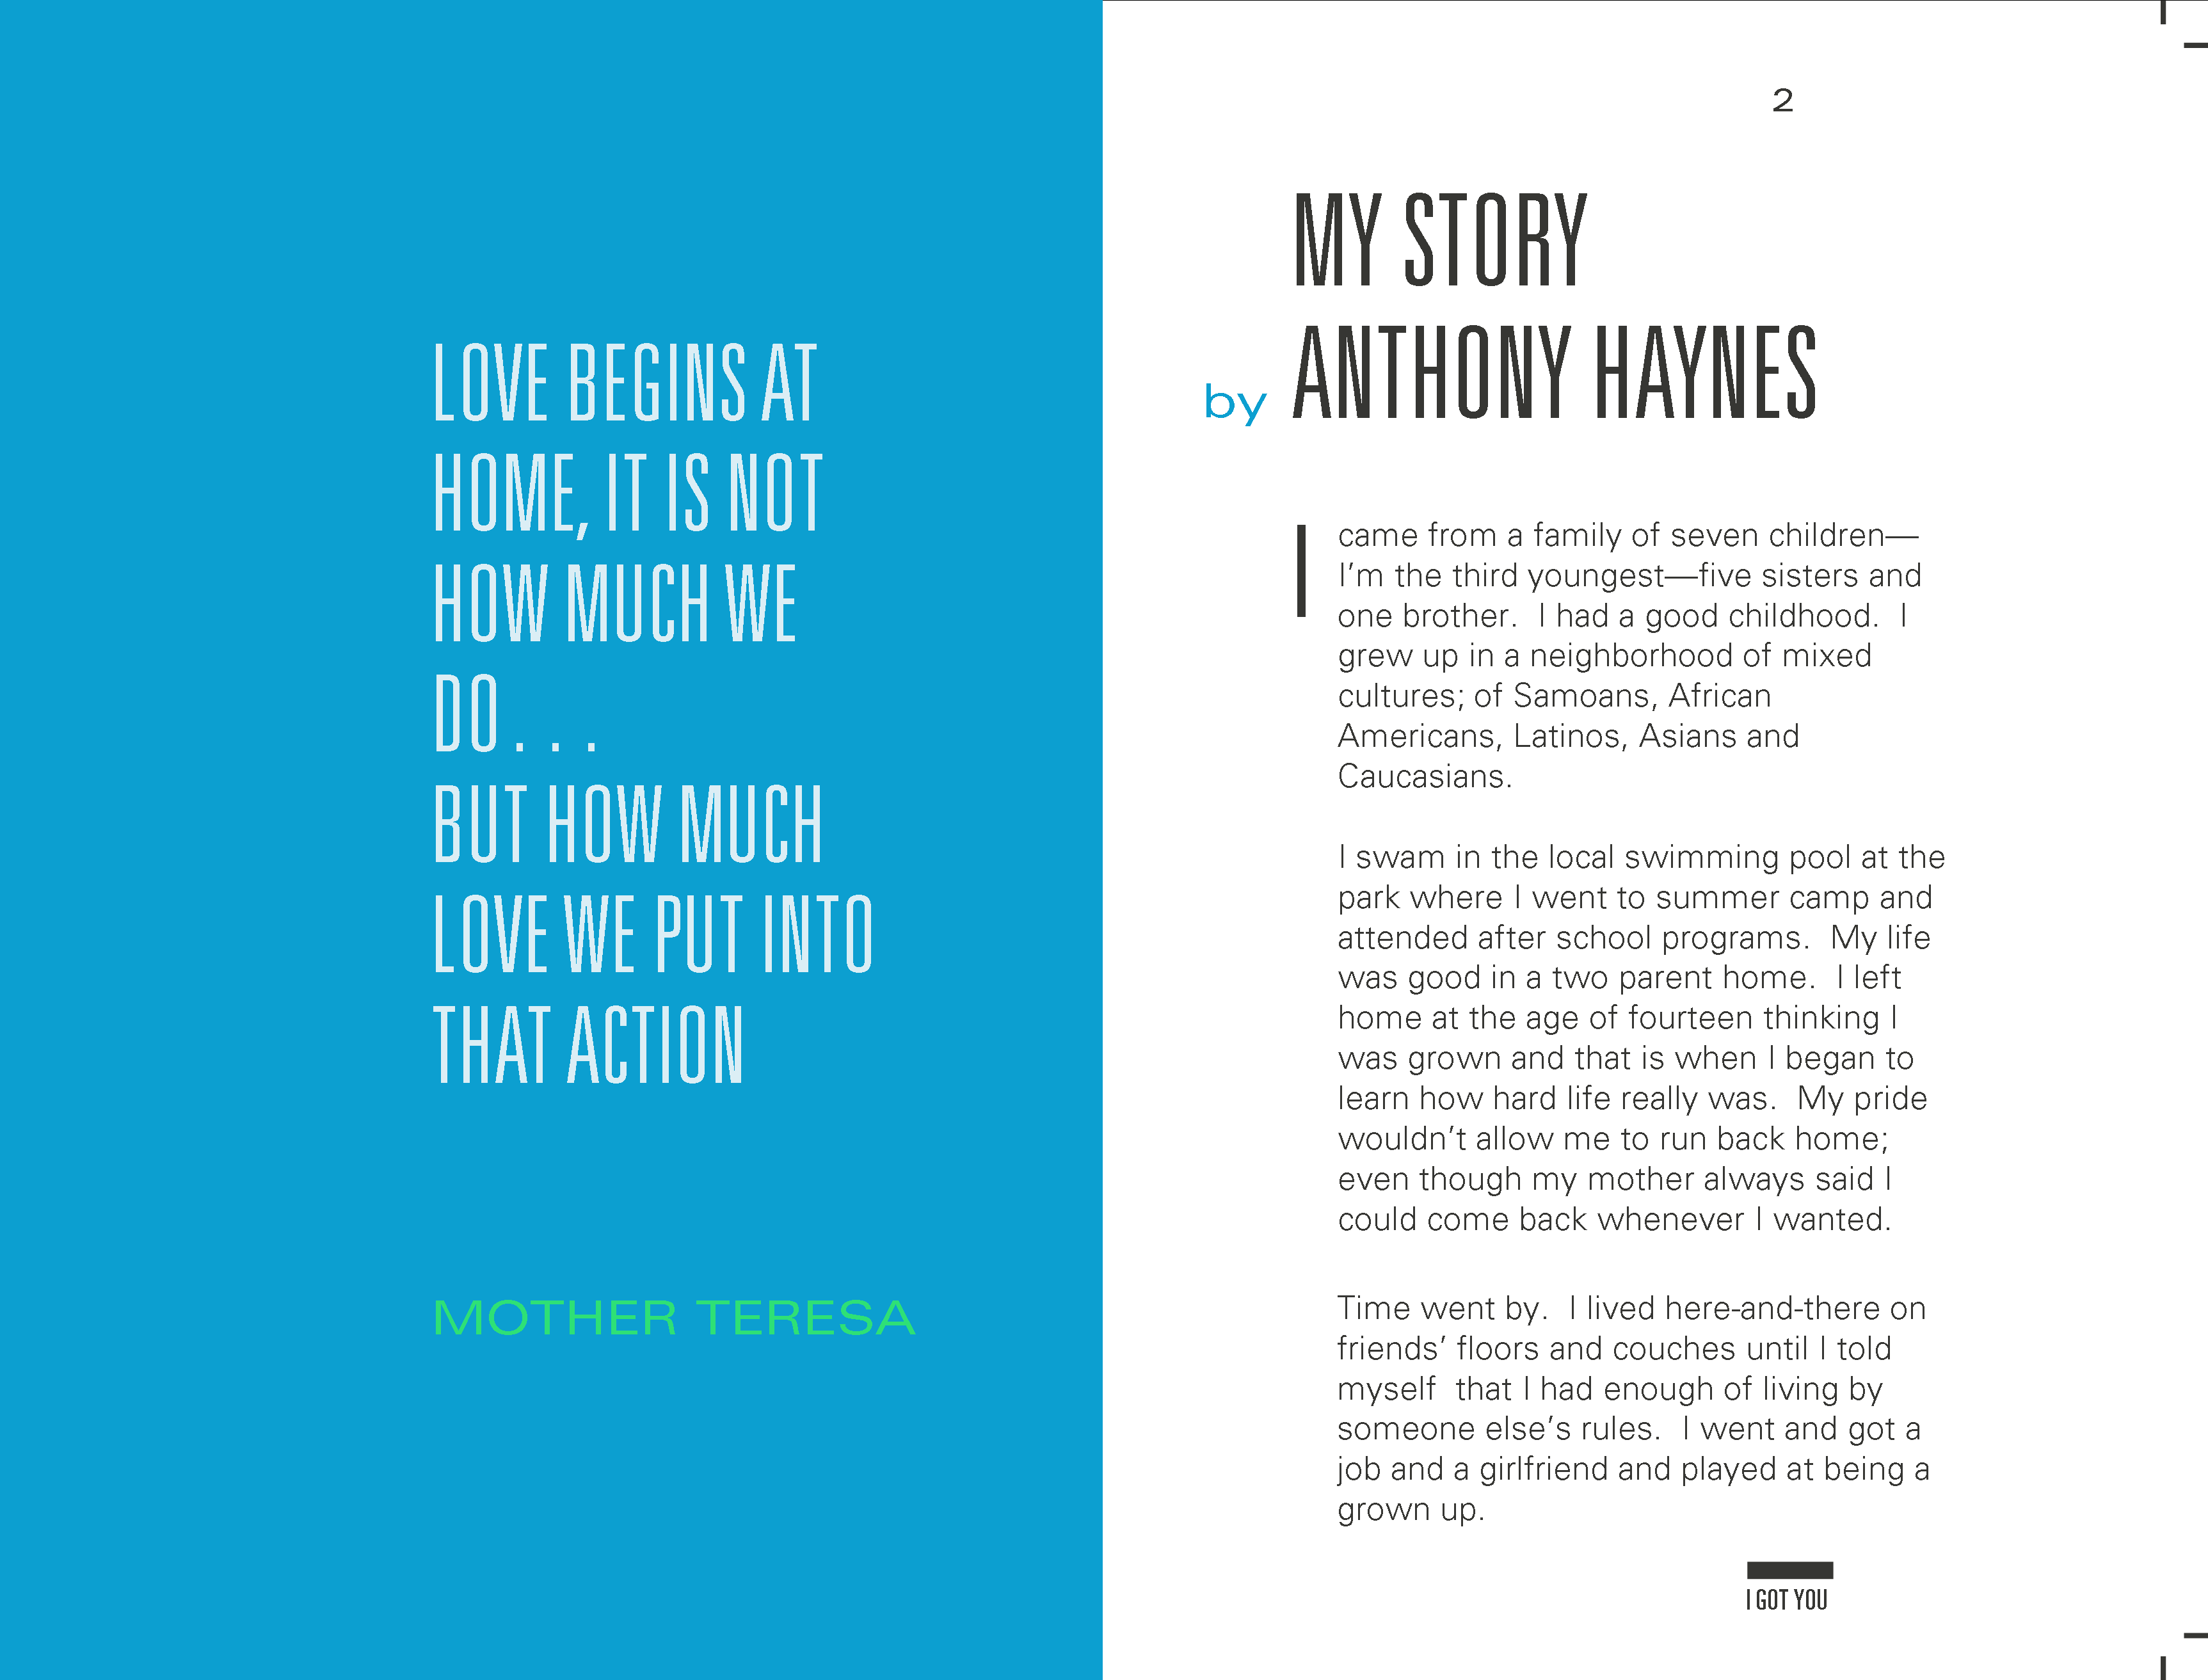 LOVE BEGINS AT
HOME, IT IS NOT
HOW MUCH WE
DO . . .
BUT HOW MUCH
LOVE WE PUT INTO
THAT ACTION
MOTHER TERESA
2
MY STORY
by ANTHONY HAYNES
I came from a family of seven children—
I’m the third youngest—five sisters and
one brother.  I had a good childhood.  I
grew up in a neighborhood of mixed
cultures; of Samoans, African
Americans, Latinos, Asians and
Caucasians.
I swam in the local swimming pool at the
park where I went to summer camp and
attended after school programs.  My life
was good in a two parent home.  I left
home at the age of fourteen thinking I
was grown and that is when I began to
learn how hard life really was.  My pride
wouldn’t allow me to run back home;
even though my mother always said I
could come back whenever I wanted.
Time went by.  I lived here-and-there on
friends’ floors and couches until I told
myself  that I had enough of living by
someone else’s rules.  I went and got a
job and a girlfriend and played at being a
grown up.
I GOT YOU